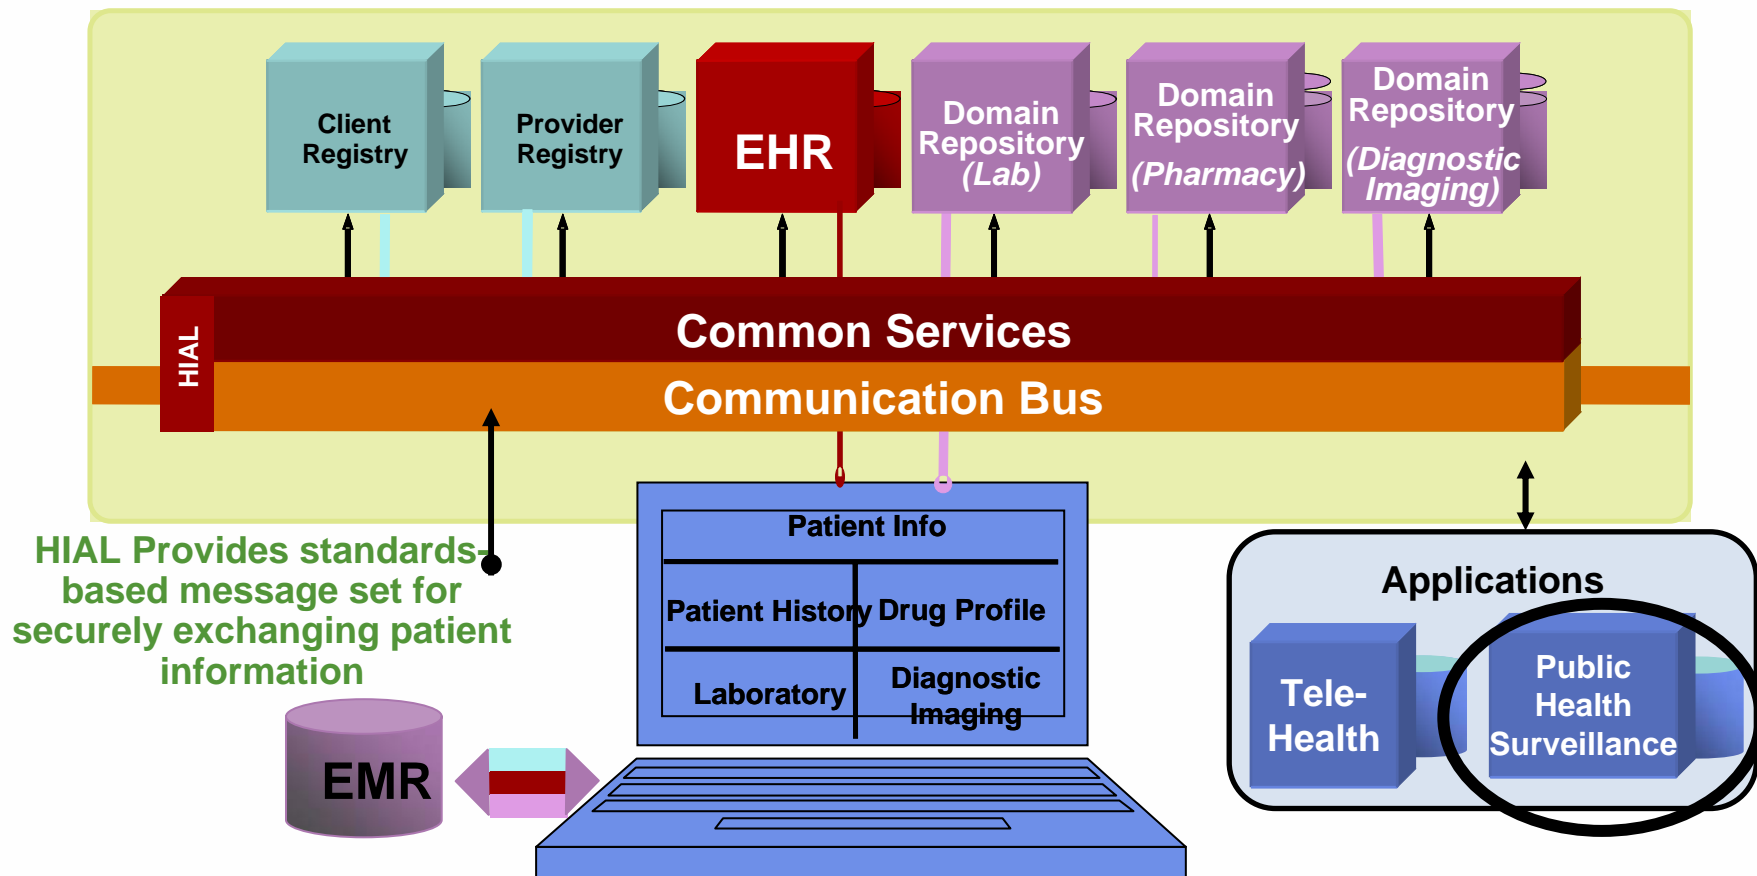 Client
Registry
Provider
Registry
EHR
Domain
Repository
(Lab)
Domain
Repository
(Pharmacy)
Domain
Repository
(Diagnostic
Imaging)
HIAL
Common Services
Communication Bus
HIAL Provides standards-
based message set for
securely exchanging patient
information
Patient Info
Patient History
Drug Profile
Laboratory
Diagnostic
Imaging
EMR
Applications
Tele-
Health
Public
Health
Surveillance